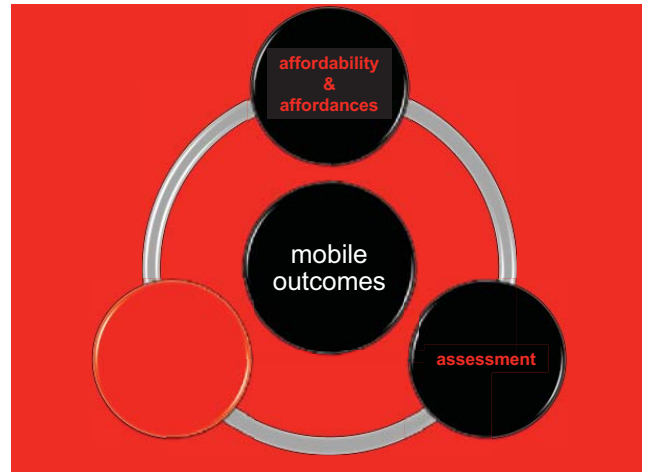 affordability
&
affordances
mobile
outcomes
assessment